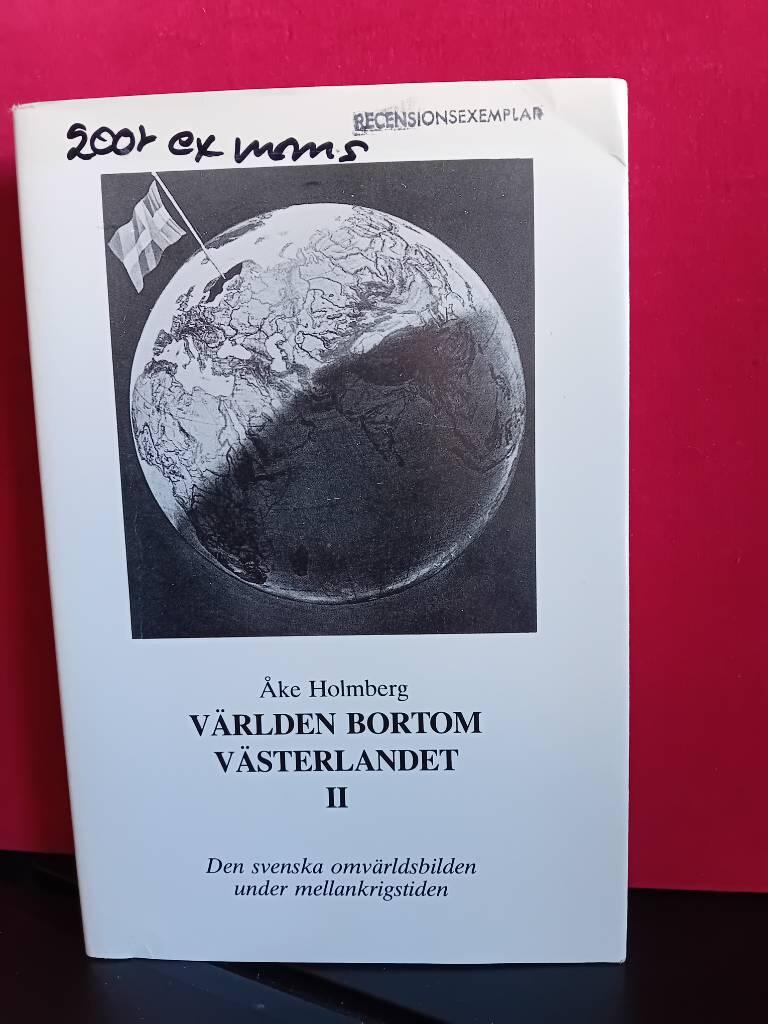 RECENSIONSEXEMPLAR
200:- ex moms
Åke Holmberg
VÄRLDEN BORTOM
VÄSTERLANDET
II
Den svenska omvärldsbilden
under mellankrigstiden